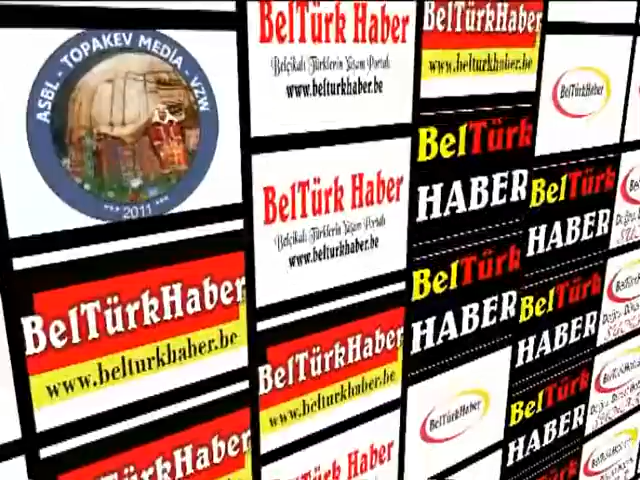 ASBL - TOPAKEV MEDIA - VZW
*** 2011 ***
BelTürkHaber
www.belturkhaber.be
BelTürkHaber
BelTürk Haber
Belçikalı Türklerin Yaşam Portalı
www.belturkhaber.be
BelTürk Haber
Belçikalı Türklerin Yaşam Portalı
www.belturkhaber.be
BelTürkHaber
www.belturkhaber.be
BelTürk Haber
BelTürkHaber
www.belturkhaber.be
BelTürk
HABER
BelTürk
HABER
BelTürkHaber
BelTürkHaber
BelTürk
HABER
BelTürk
HABER
BelTürk
HABER